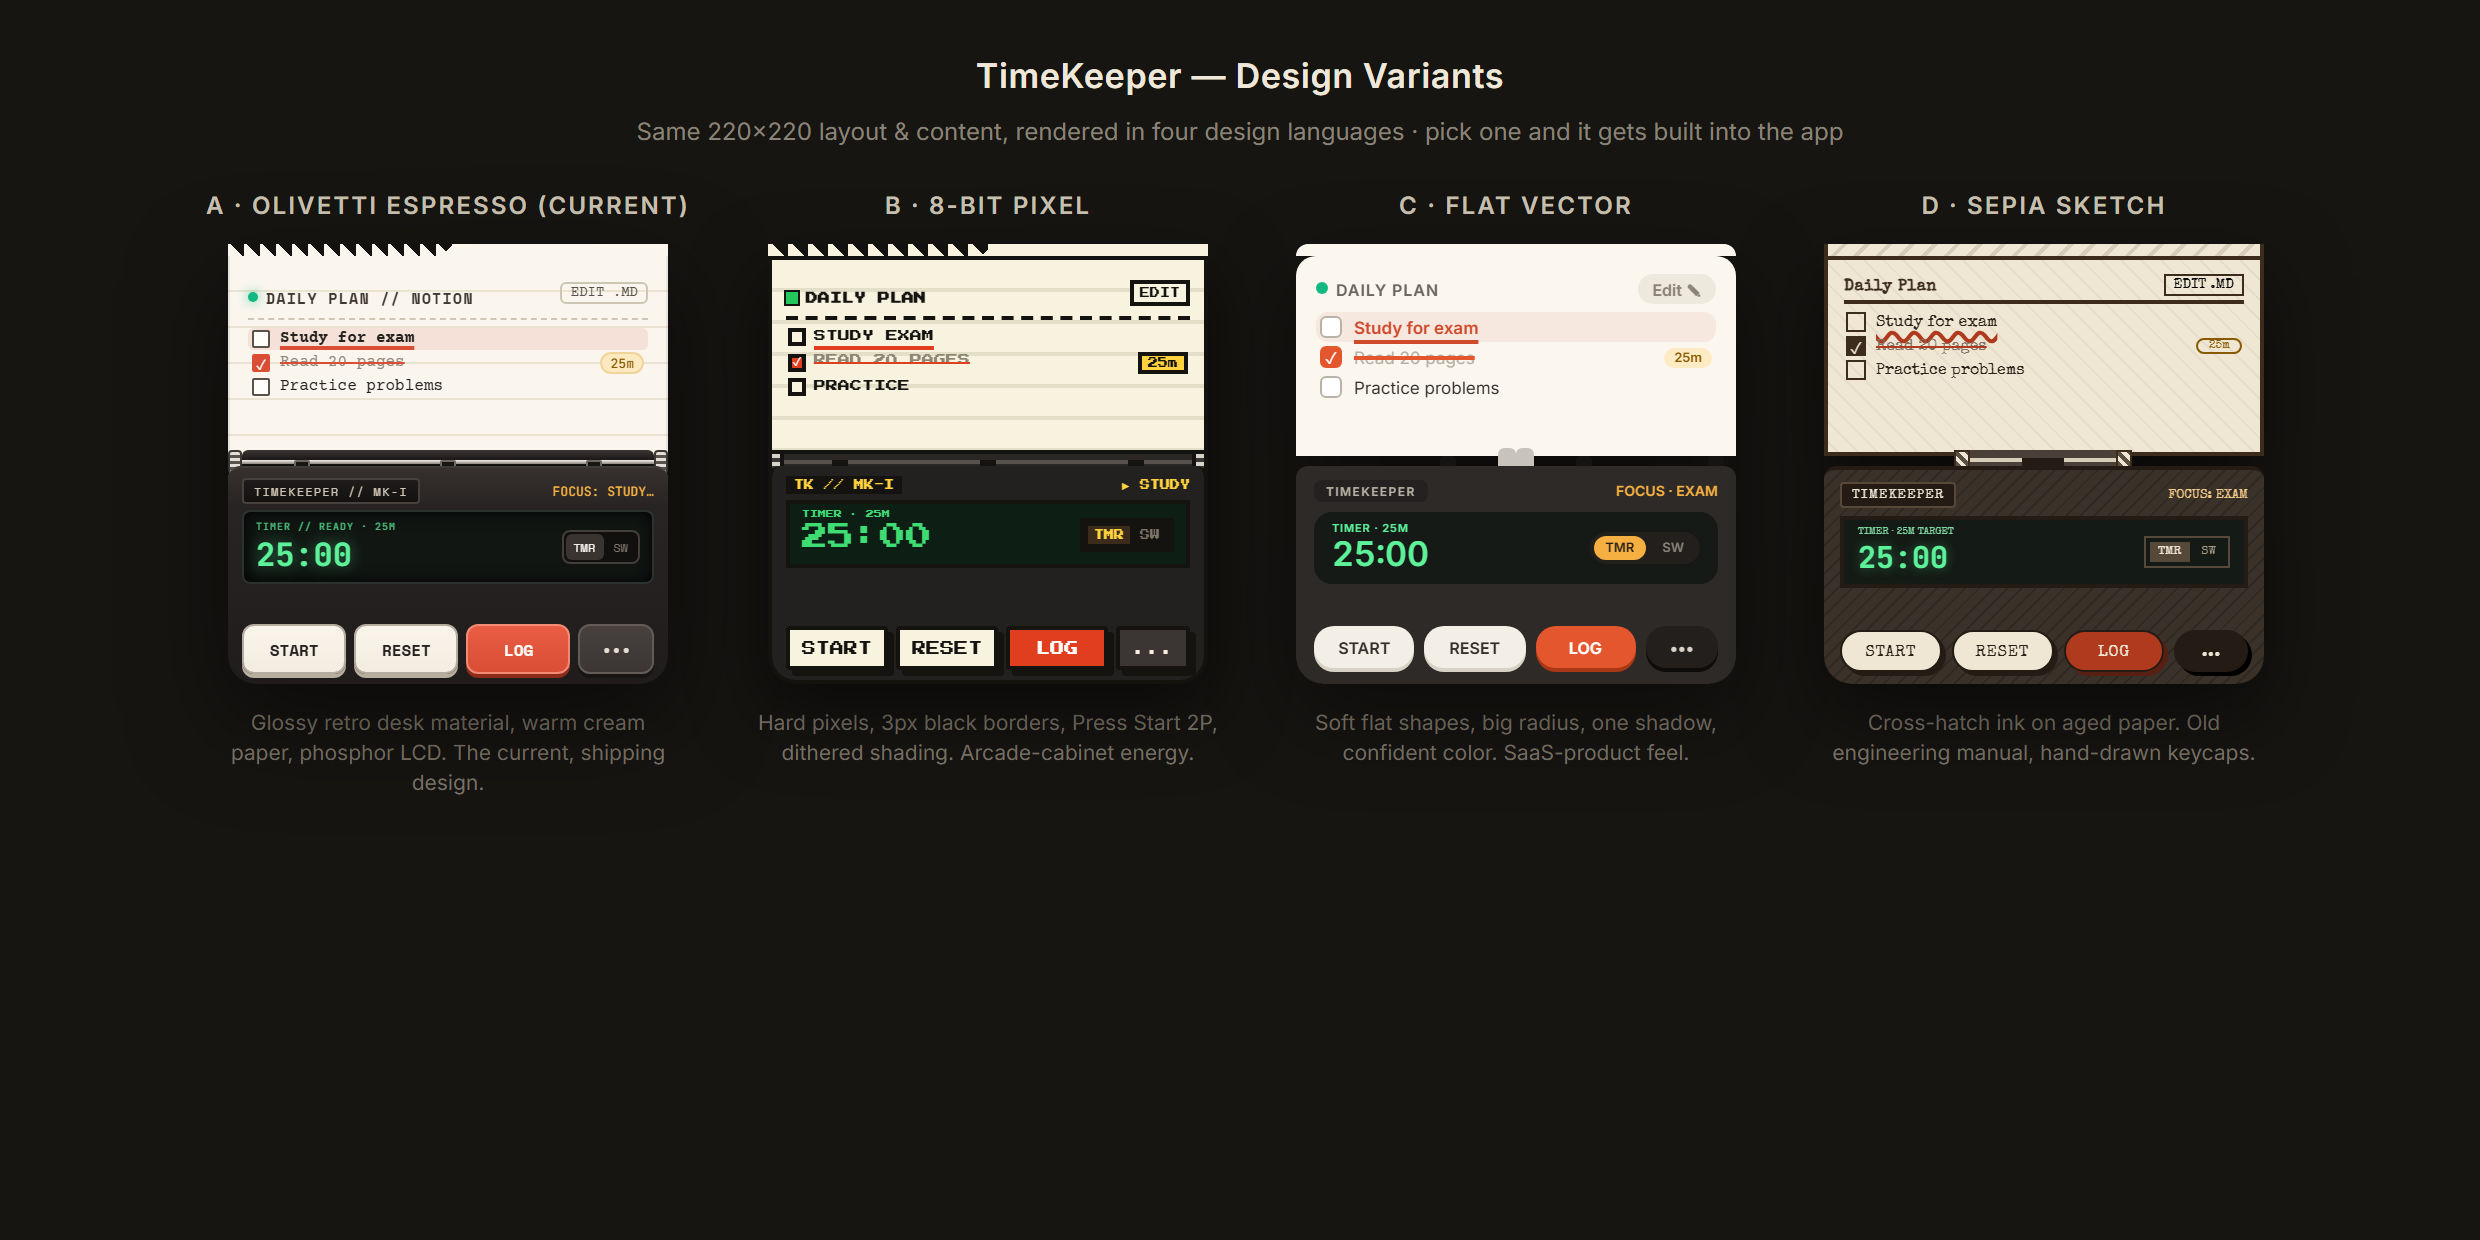 TimeKeeper — Design Variants
Same 220×220 layout & content, rendered in four design languages · pick one and it gets built into the app
A · OLIVETTI ESPRESSO (CURRENT)
DAILY PLAN // NOTION
EDIT .MD
Study for exam
Read 20 pages
25m
Practice problems
TIMEKEEPER // MK-I
FOCUS: STUDY…
TIMER // READY · 25M
25:00
TMR SW
START RESET LOG •••
Glossy retro desk material, warm cream
paper, phosphor LCD. The current, shipping
design.
B · 8-BIT PIXEL
DAILY PLAN
EDIT
STUDY EXAM
READ 20 PAGES
25m
PRACTICE
TK // MK-I
▸ STUDY
TIMER · 25M
25:00
TMR SW
START RESET LOG ...
Hard pixels, 3px black borders, Press Start 2P,
dithered shading. Arcade-cabinet energy.
C · FLAT VECTOR
DAILY PLAN
Edit ✎
Study for exam
Read 20 pages
25m
Practice problems
TIMEKEEPER
FOCUS · EXAM
TIMER · 25M
25:00
TMR SW
START RESET LOG •••
Soft flat shapes, big radius, one shadow,
confident color. SaaS-product feel.
D · SEPIA SKETCH
Daily Plan
EDIT .MD
Study for exam
Read 20 pages
25m
Practice problems
TIMEKEEPER
FOCUS: EXAM
TIMER · 25M TARGET
25:00
TMR SW
START RESET LOG …
Cross-hatch ink on aged paper. Old
engineering manual, hand-drawn keycaps.